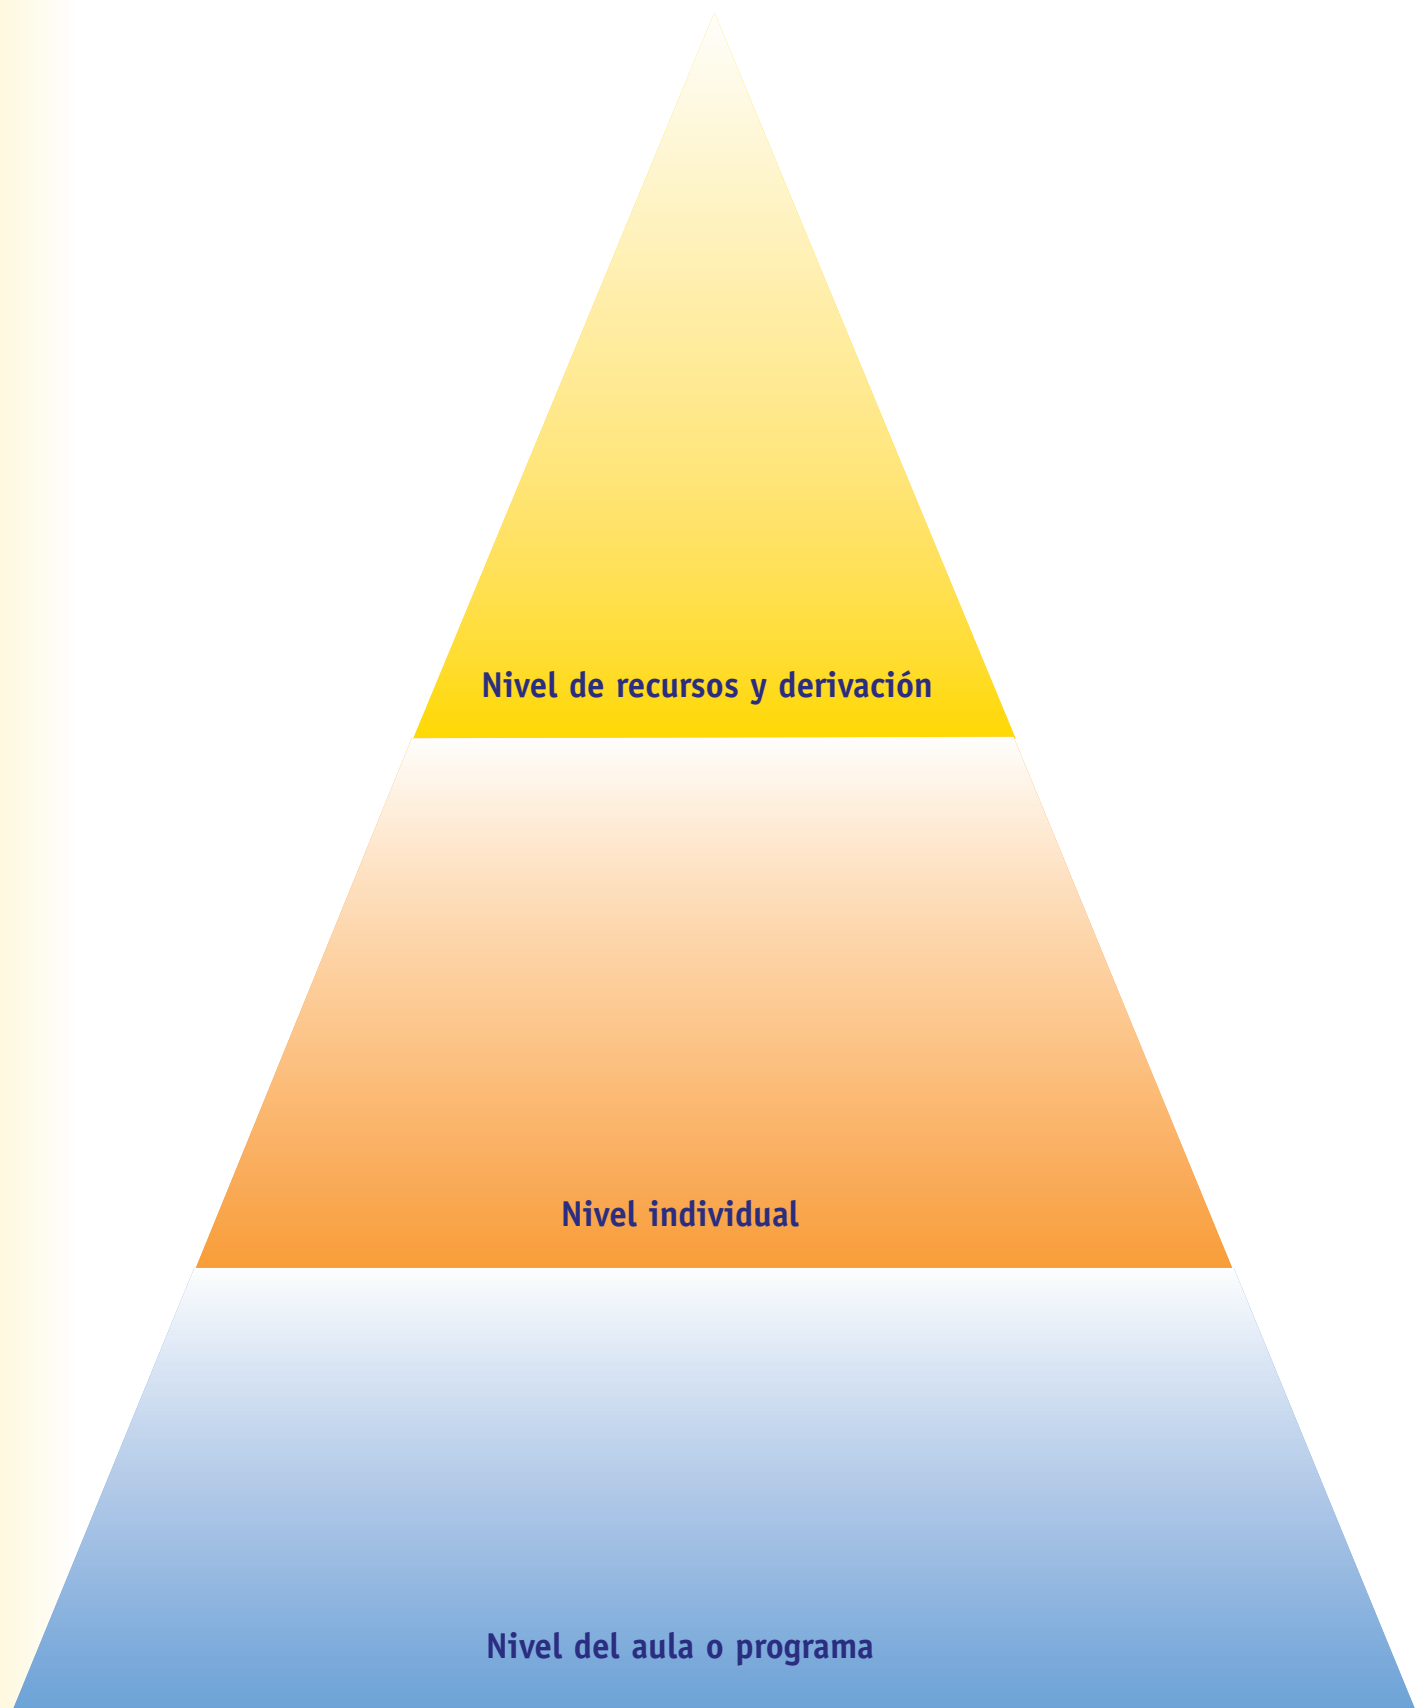 Nivel de recursos y derivación
Nivel individual
Nivel del aula o programa